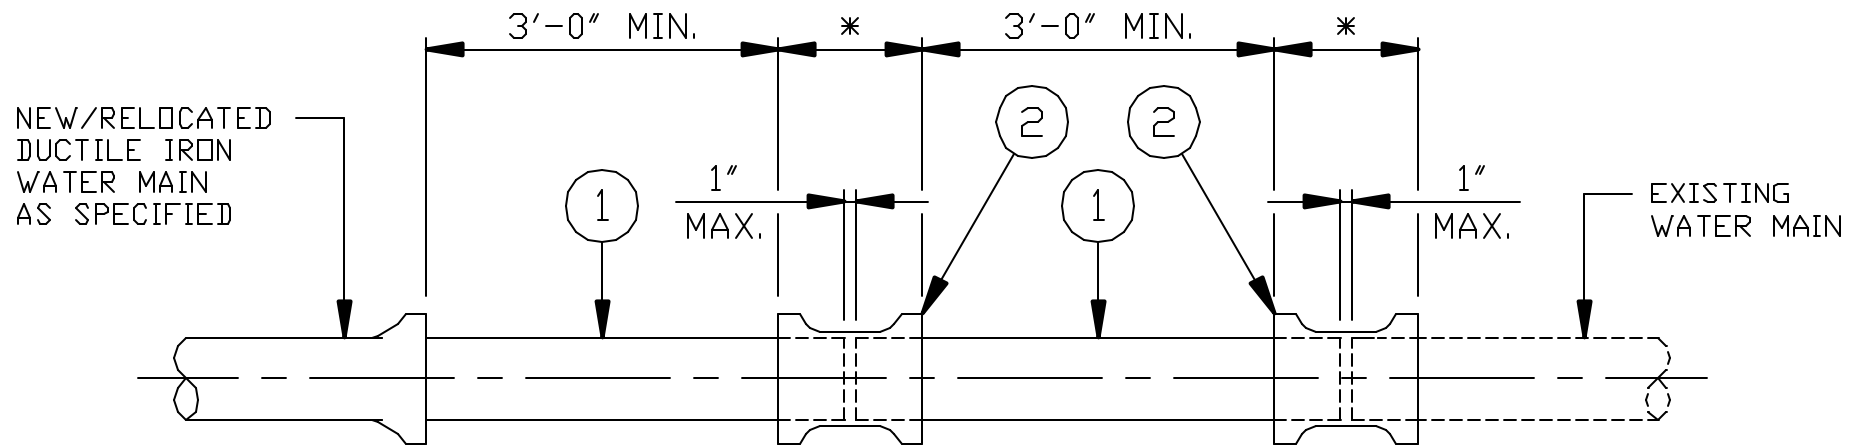 3'-0" MIN.
*
3'-0" MIN.
*
NEW/RELOCATED
DUCTILE IRON
WATER MAIN
AS SPECIFIED
1
1"
MAX.
2
1
2
1"
MAX.
EXISTING
WATER MAIN